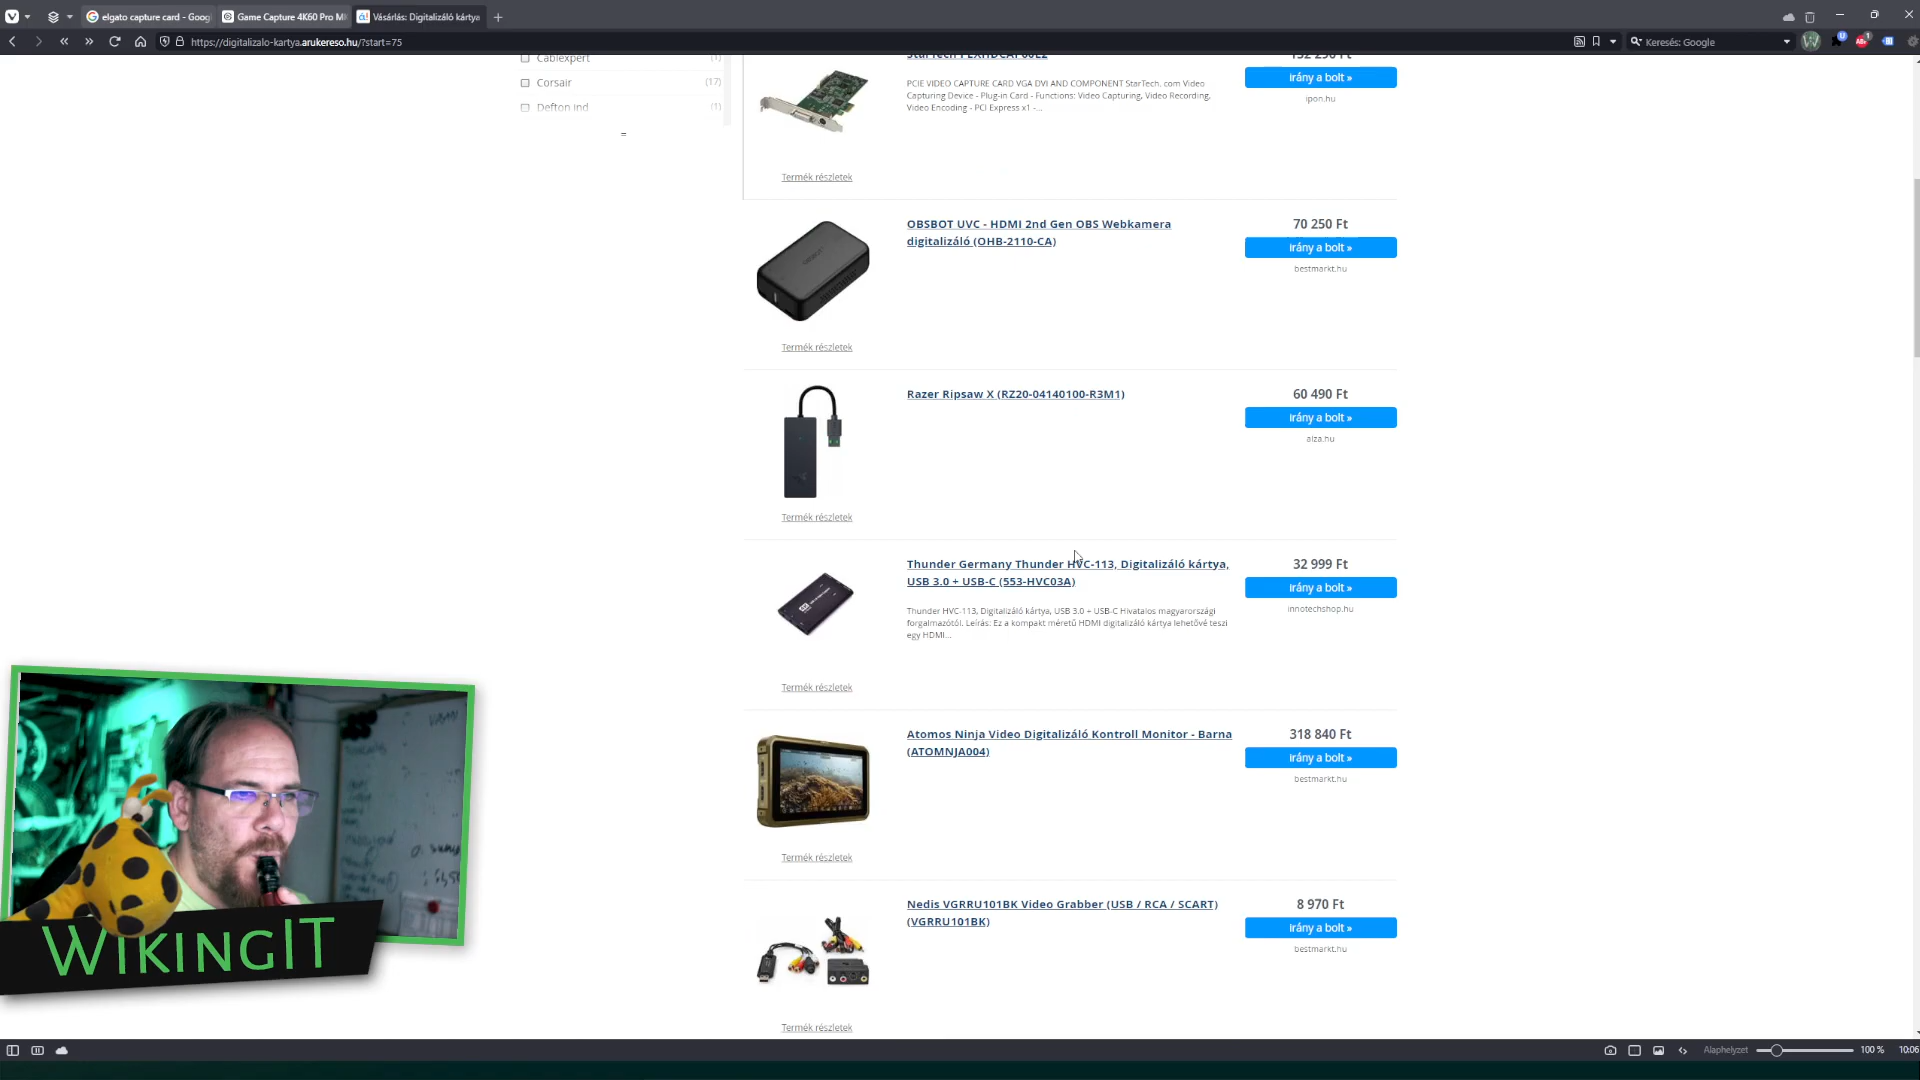 elgato capture card - Goog
Game Capture 4K60 Pro M
Vásárlás: Digitalizáló kártya
https://digitalizalo-kartya.arukereso.hu/?start=75
Keresés: Google
Cablexpert (1)
Corsair (17)
Defton ind (1)
PCIE VIDEO CAPTURE CARD VGA DVI AND COMPONENT StarTech. com Video
Capturing Device - Plug-in Card - Functions: Video Capturing, Video Recording,
Video Encoding - PCI Express x1 -...
Irány a bolt »
ipon.hu
Termék részletek
OBSBOT UVC - HDMI 2nd Gen OBS Webkamera
digitalizáló (OHB-2110-CA)
70 250 Ft
Irány a bolt »
bestmarkt.hu
Termék részletek
Razer Ripsaw X (RZ20-04140100-R3M1)
60 490 Ft
Irány a bolt »
alza.hu
Termék részletek
Thunder Germany Thunder HVC-113, Digitalizáló kártya,
USB 3.0 + USB-C (553-HVC03A)
Thunder HVC-113, Digitalizáló kártya, USB 3.0 + USB-C Hivatalos magyarországi
forgalmazótól. Leírás: Ez a kompakt méretű HDMI digitalizáló kártya lehetővé teszi
egy HDMI...
32 999 Ft
Irány a bolt »
innotechshop.hu
Termék részletek
Atomos Ninja Video Digitalizáló Kontroll Monitor - Barna
(ATOMNJA004)
318 840 Ft
Irány a bolt »
bestmarkt.hu
Termék részletek
Nedis VGRRU101BK Video Grabber (USB / RCA / SCART)
(VGRRU101BK)
8 970 Ft
Irány a bolt »
bestmarkt.hu
Termék részletek
WIKINGIT
Alaphelyzet
100 %
10:06